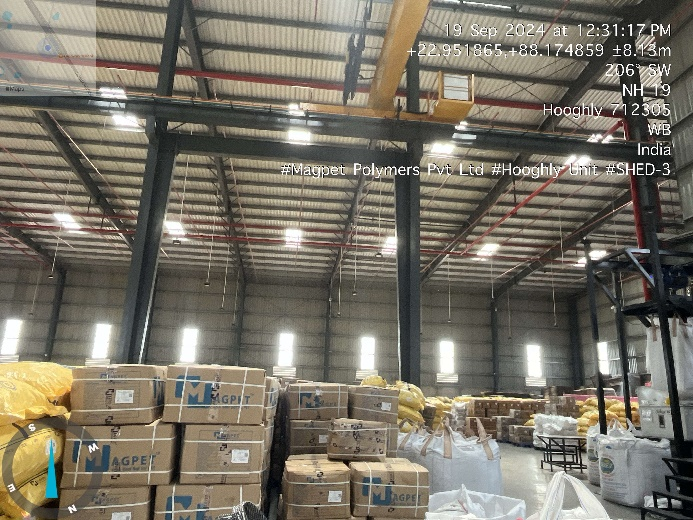 19 Sep 2024 at 12:31:17 PM
+22.951865,+88.174859 ±8.13m
206° SW
NH 19
Hooghly 712305
WB
India
#Magpet Polymers Pvt Ltd #Hooghly Unit #SHED-3
MAGPET
MAGPET
MAGPET
S
W
E
N